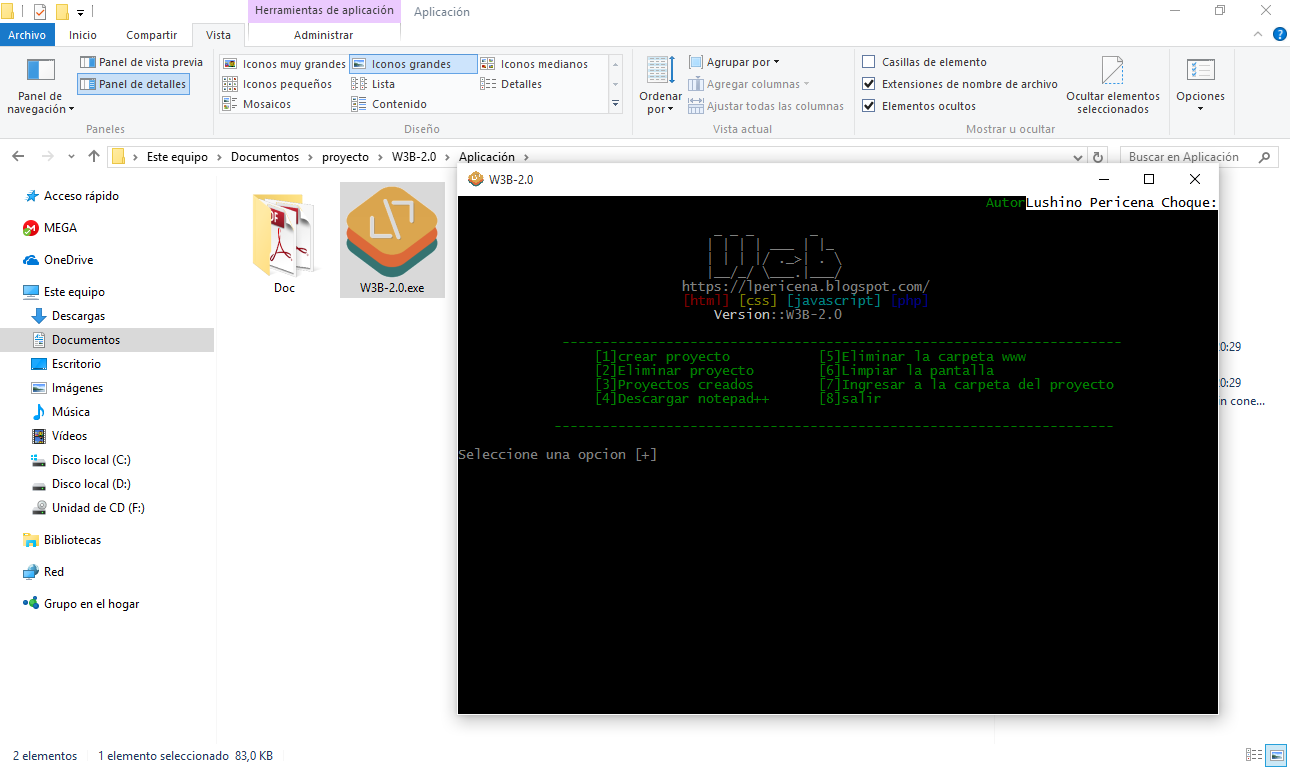 Herramientas de aplicación
Aplicación
Archivo
Inicio
Compartir
Vista
Administrar
Panel de navegación
Panel de vista previa
Panel de detalles
Paneles
Iconos muy grandes
Iconos grandes
Iconos medianos
Iconos pequeños
Lista
Detalles
Mosaicos
Contenido
Diseño
Ordenar por
Agrupar por
Agregar columnas
Ajustar todas las columnas
Vista actual
Casillas de elemento
Extensiones de nombre de archivo
Elementos ocultos
Ocultar elementos seleccionados
Mostrar u ocultar
Opciones
Este equipo > Documentos > proyecto > W3B-2.0 > Aplicación >
Buscar en Aplicación
Acceso rápido
MEGA
OneDrive
Este equipo
Descargas
Documentos
Escritorio
Imágenes
Música
Vídeos
Disco local (C:)
Disco local (D:)
Unidad de CD (F:)
Bibliotecas
Red
Grupo en el hogar
Doc
W3B-2.0.exe
W3B-2.0
AutorLushino Pericena Choque:
https://lpericena.blogspot.com/
[html] [css] [javascript] [php]
Version::W3B-2.0
[1]crear proyecto [5]Eliminar la carpeta www
[2]Eliminar proyecto [6]Limpiar la pantalla
[3]Proyectos creados [7]Ingresar a la carpeta del proyecto
[4]Descargar notepad++ [8]salir
Seleccione una opcion [+]
0:29
0:29
n cone...
2 elementos
1 elemento seleccionado 83,0 KB